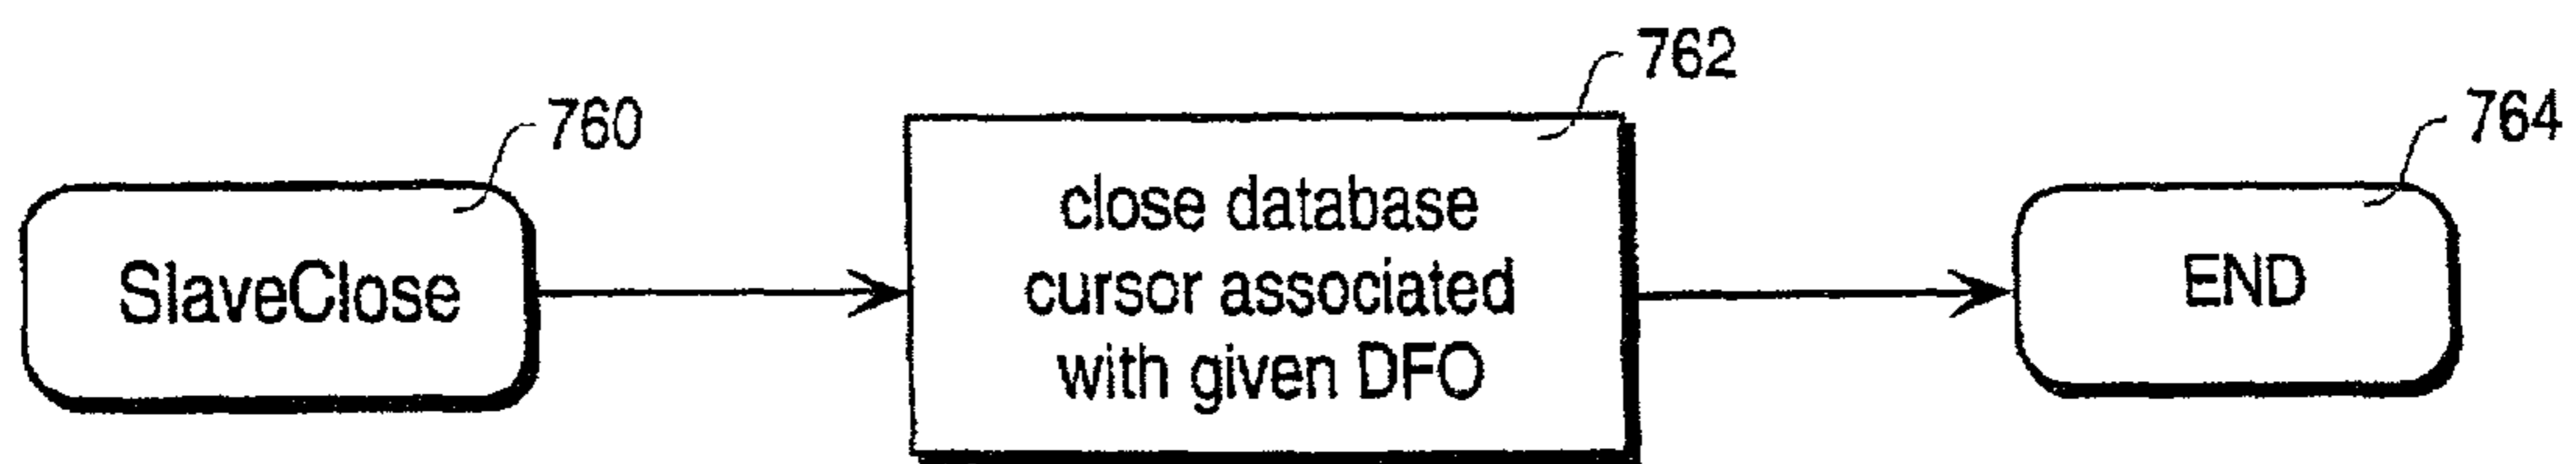 760
SlaveClose
762
close database
cursor associated
with given DFO
764
END